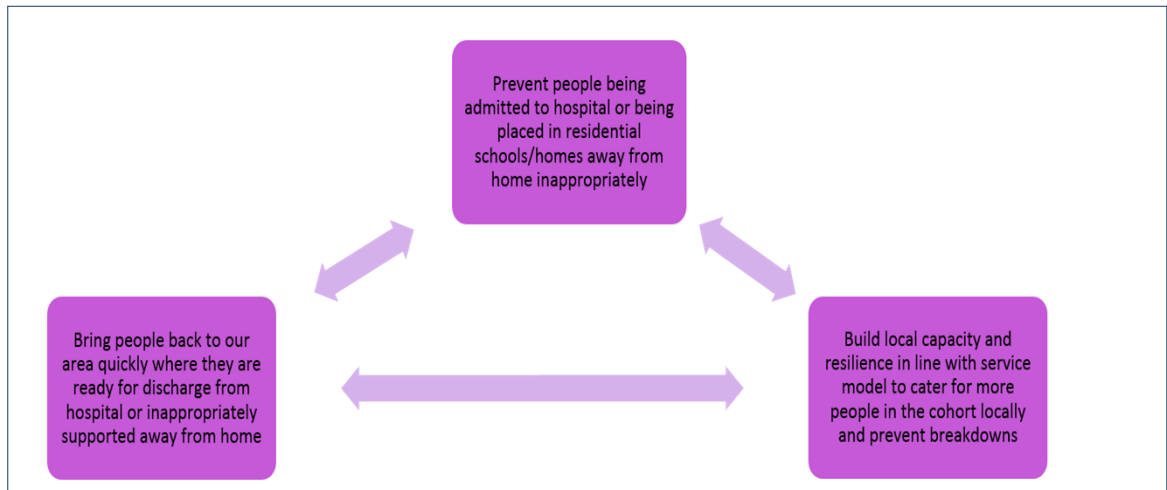 Prevent people being
admitted to hospital or being
placed in residential
schools/homes away from
home inappropriately
Bring people back to our
area quickly where they are
ready for discharge from
hospital or inappropriately
supported away from home
Build local capacity and
resilience in line with service
model to cater for more
people in the cohort locally
and prevent breakdowns